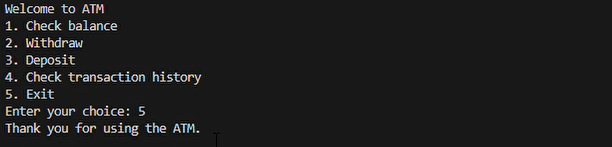 Welcome to ATM
1. Check balance
2. Withdraw
3. Deposit
4. Check transaction history
5. Exit
Enter your choice: 5
Thank you for using the ATM.